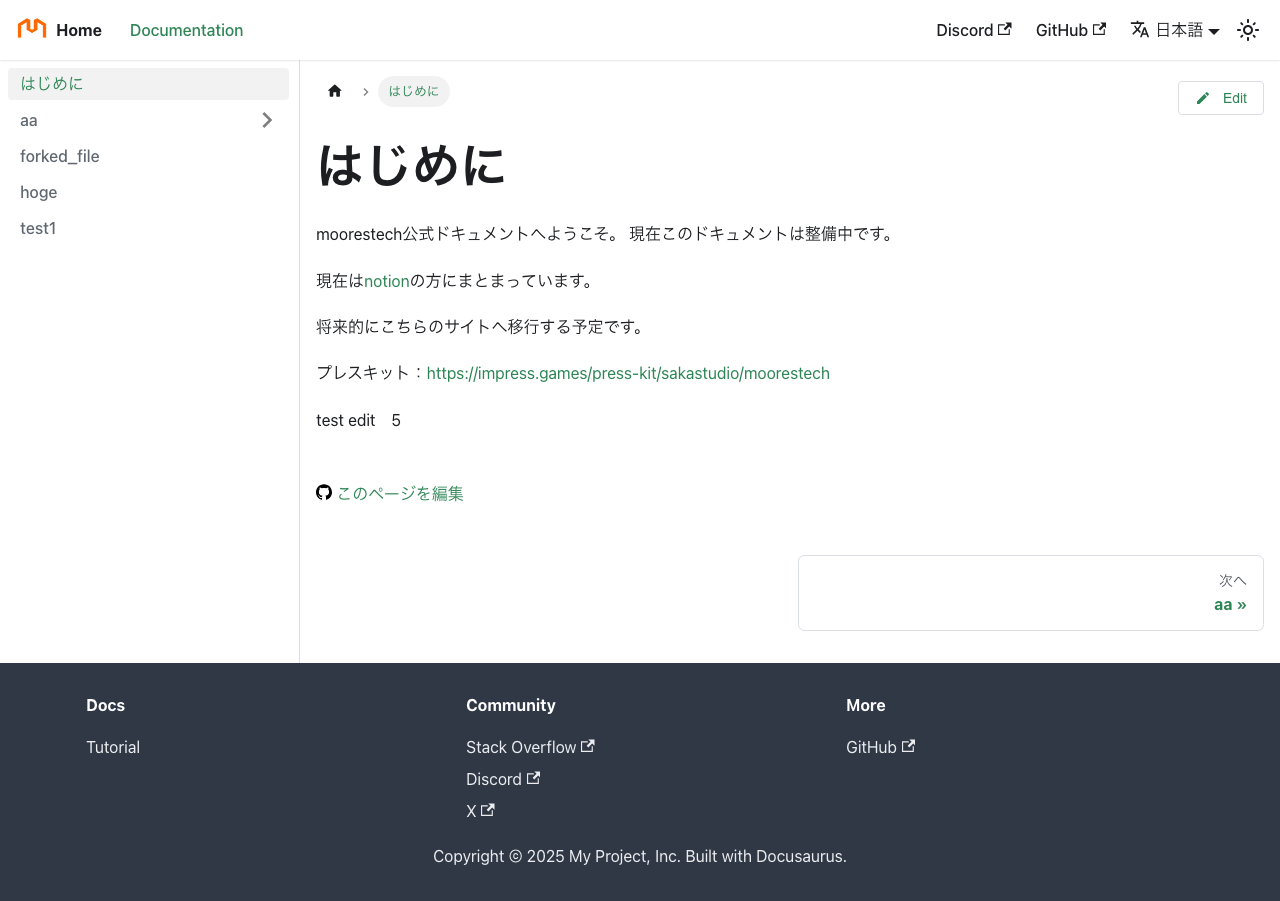 Home Documentation Discord GitHub 日本語
はじめに
aa
forked_file
hoge
test1
はじめに
Edit
はじめに
moorestech公式ドキュメントへようこそ。 現在このドキュメントは整備中です。
現在はnotionの方にまとまっています。
将来的にこちらのサイトへ移行する予定です。
プレスキット：https://impress.games/press-kit/sakastudio/moorestech
test edit　5
このページを編集
次へ
aa »
Docs
Tutorial
Community
Stack Overflow
Discord
X
More
GitHub
Copyright © 2025 My Project, Inc. Built with Docusaurus.